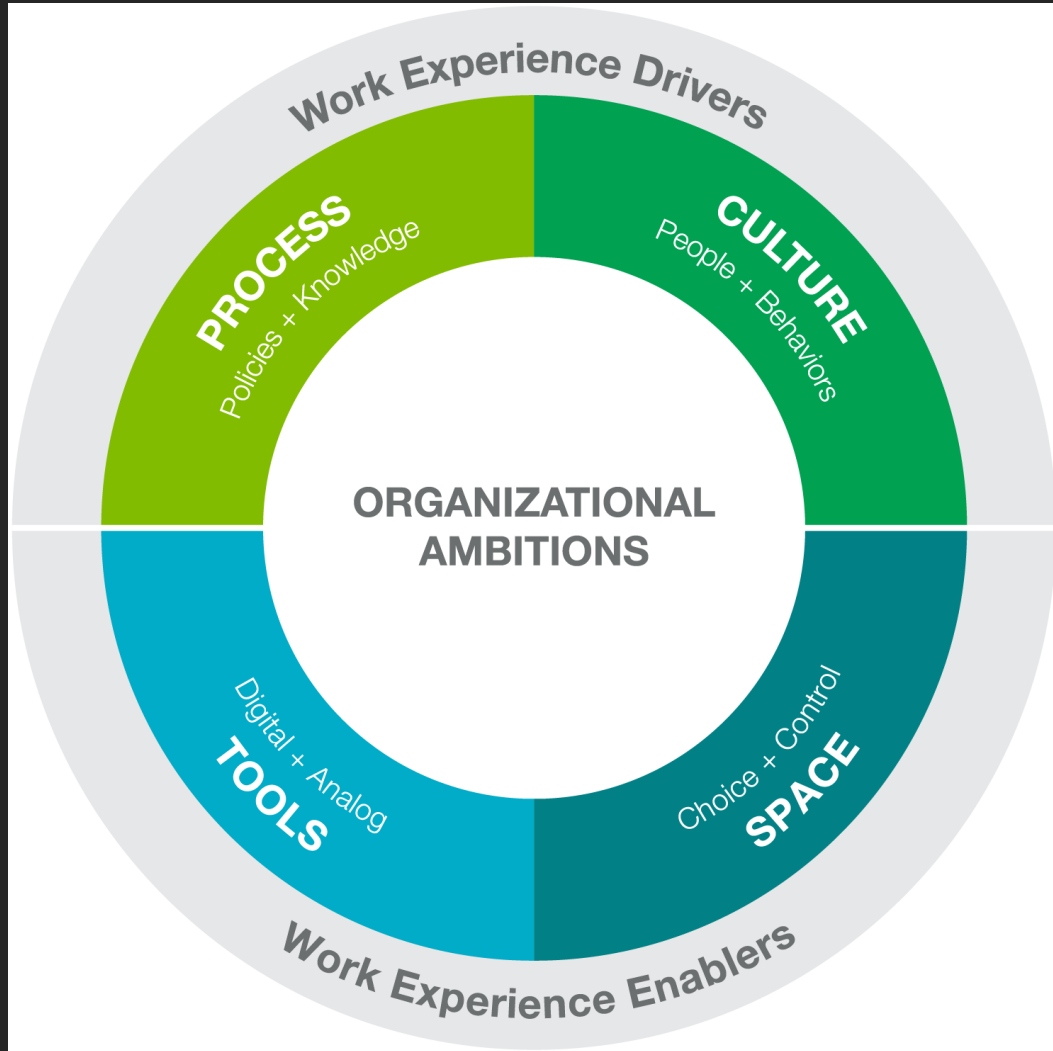 Work Experience Drivers
PROCESS
Policies + Knowledge
CULTURE
People + Behaviors
ORGANIZATIONAL
AMBITIONS
Digital + Analog
TOOLS
Choice + Control
SPACE
Work Experience Enablers